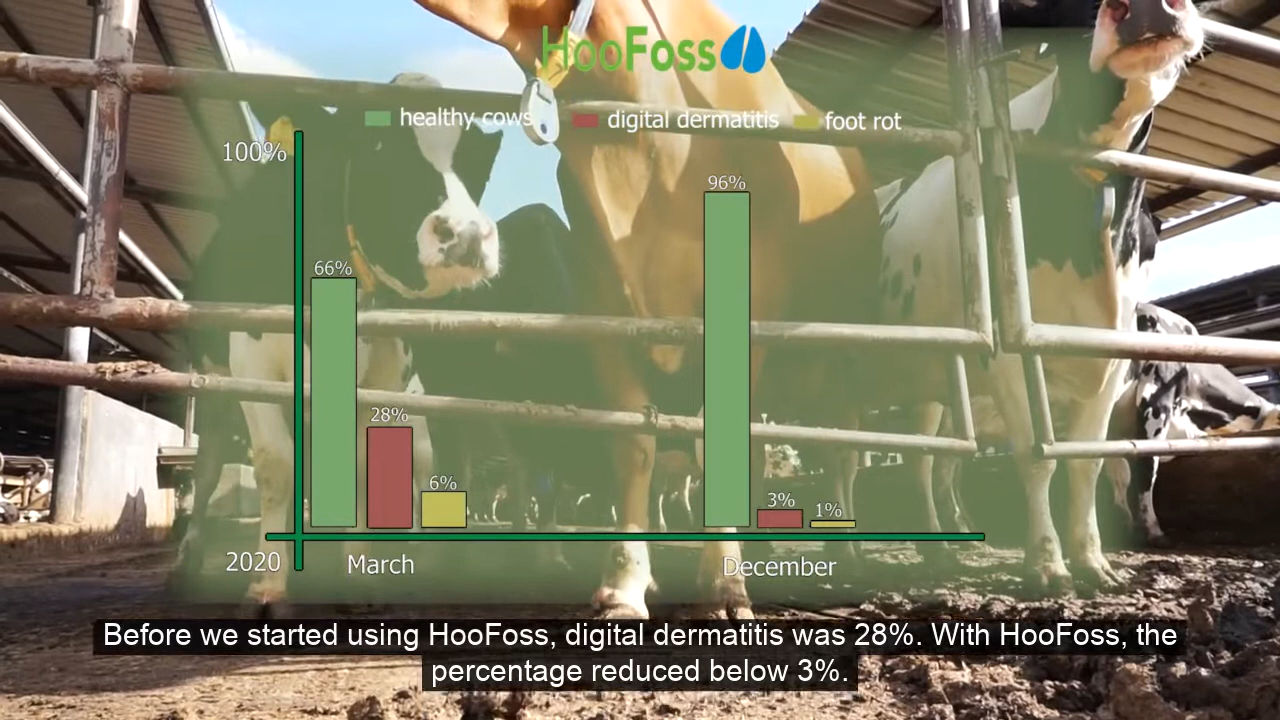 HooFoss
healthy cows digital dermatitis foot rot
100%
96%
66%
28%
6%
3%
1%
2020 March December
Before we started using HooFoss, digital dermatitis was 28%. With HooFoss, the
percentage reduced below 3%.